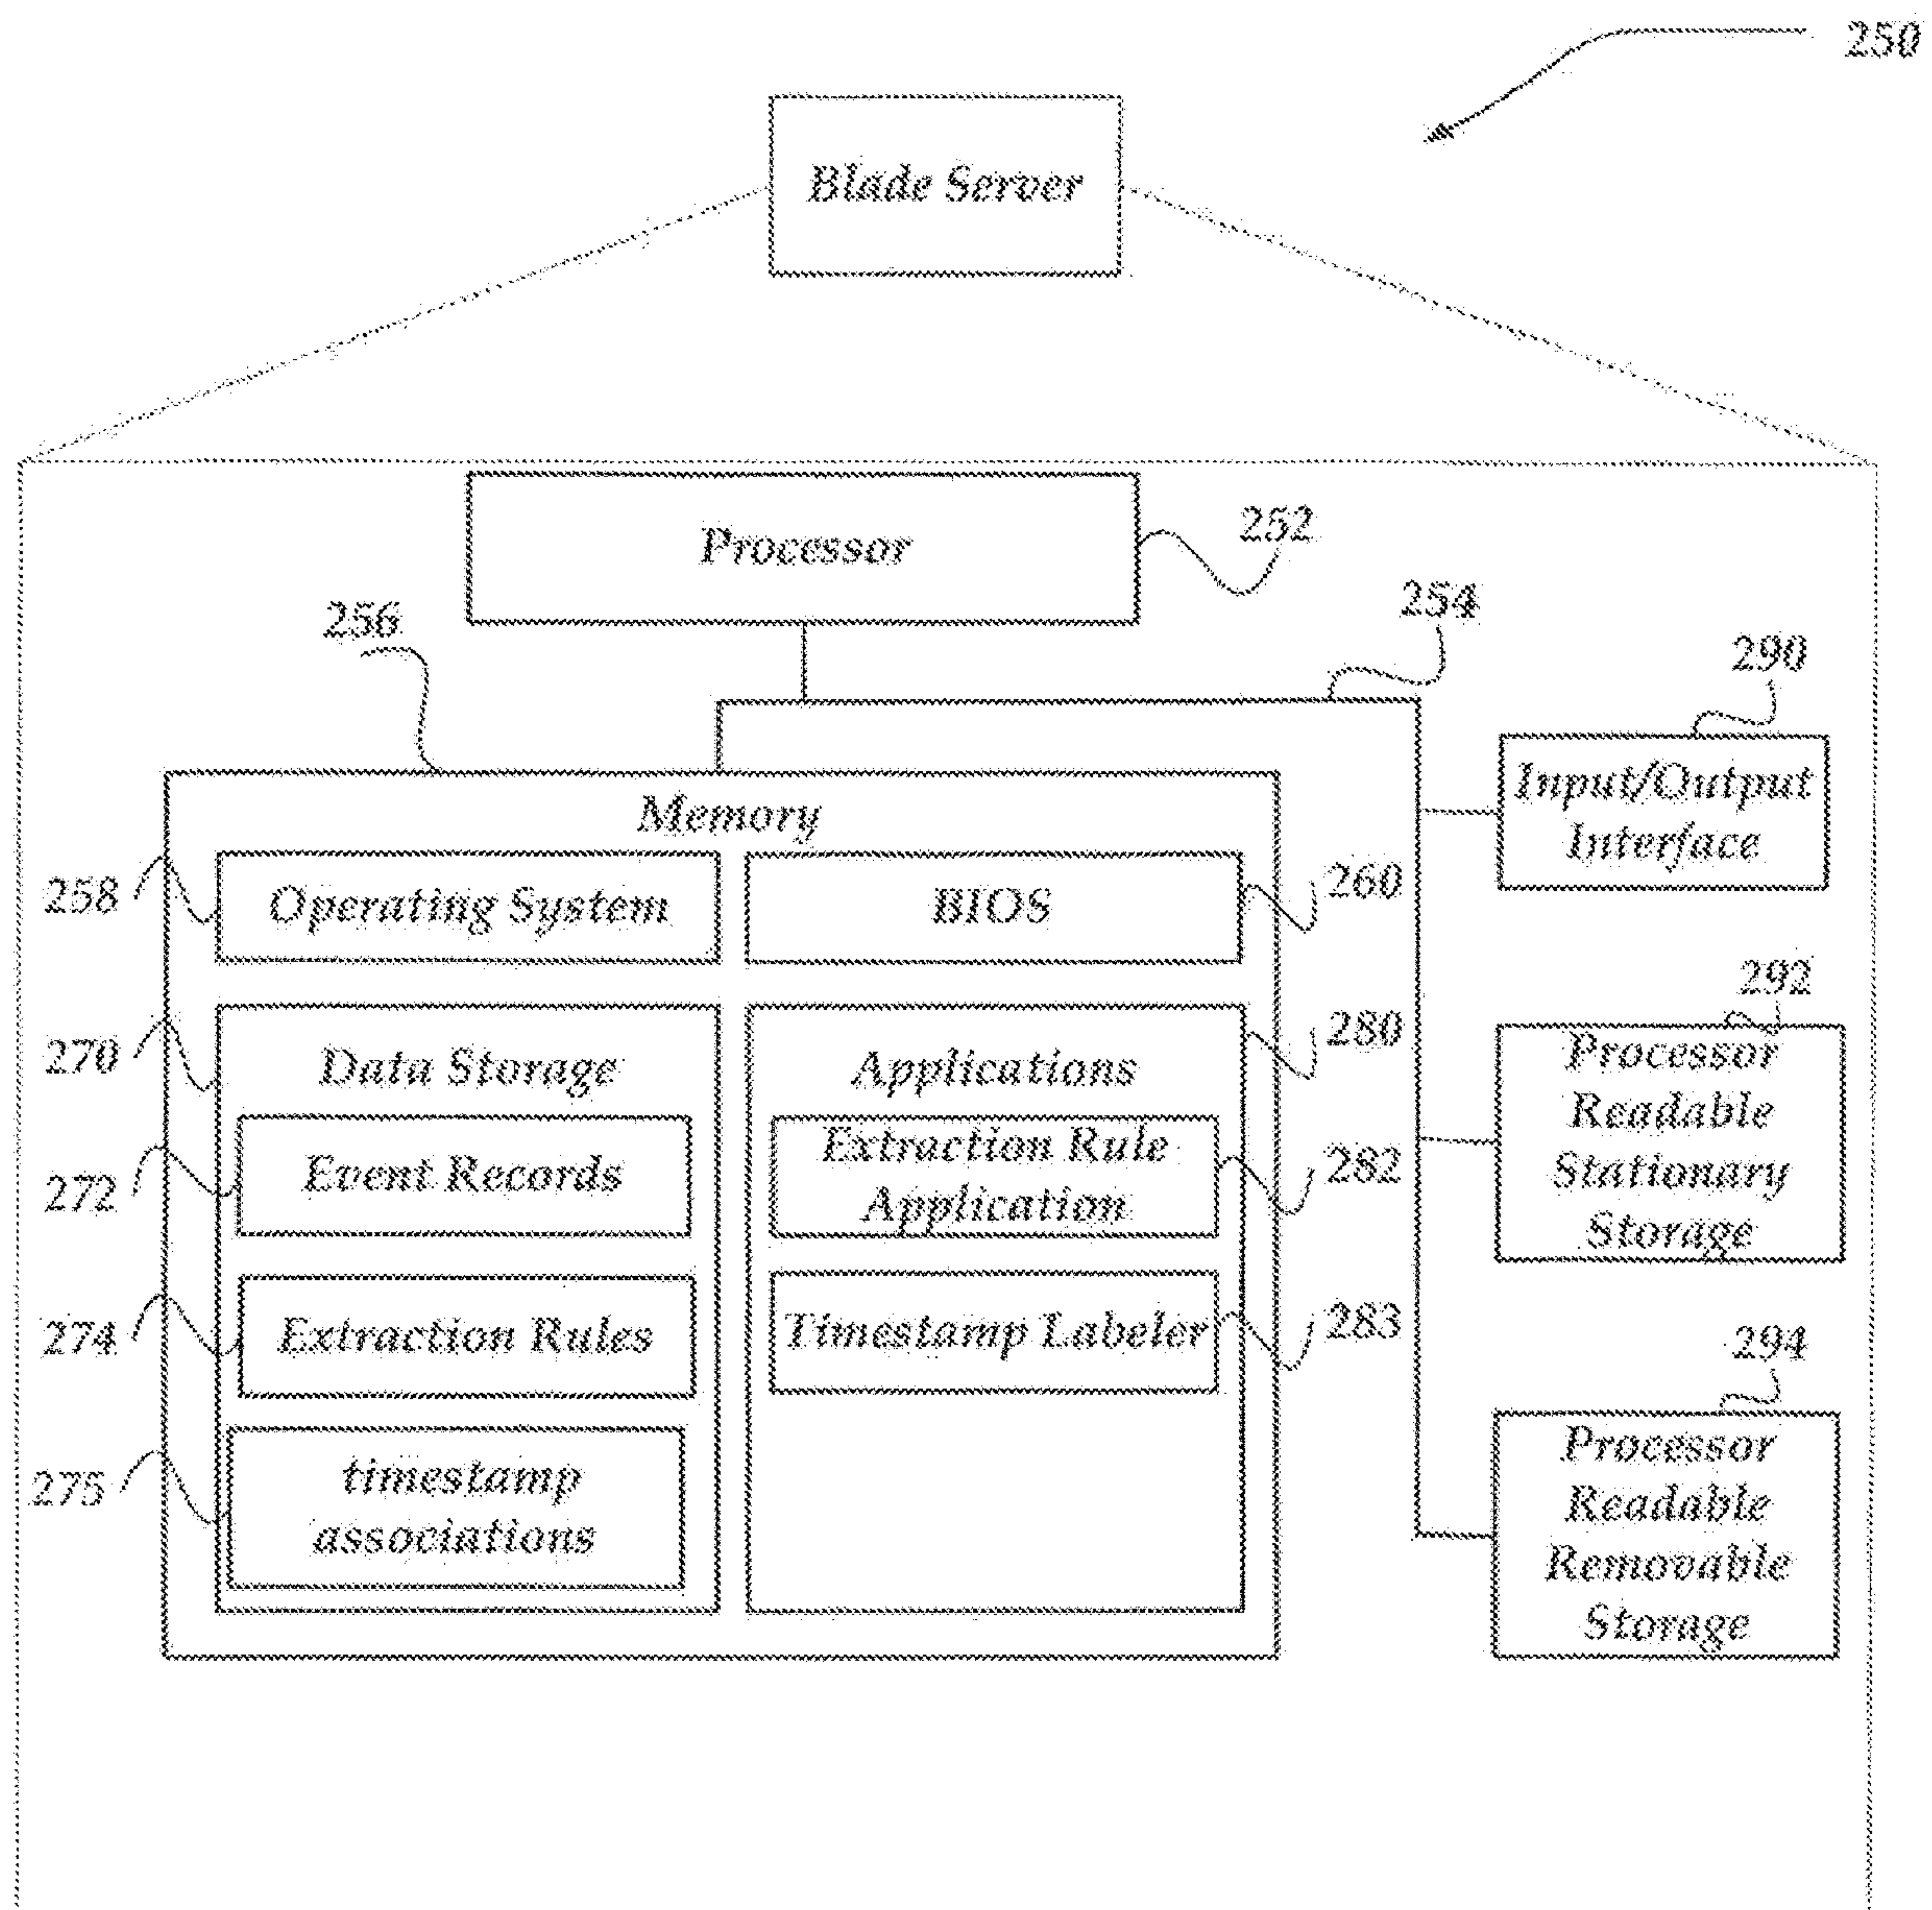 250
Blade Server
Processor
252
256
254
290
Input/Output
Interface
Memory
258
Operating System
BIOS
260
292
Processor
Readable
Stationary
Storage
270
Data Storage
Applications
280
272
Event Records
Extraction Rule
Application
282
274
Extraction Rules
Timestamp Labeler
283
294
Processor
Readable
Removable
Storage
275
timestamp
associations